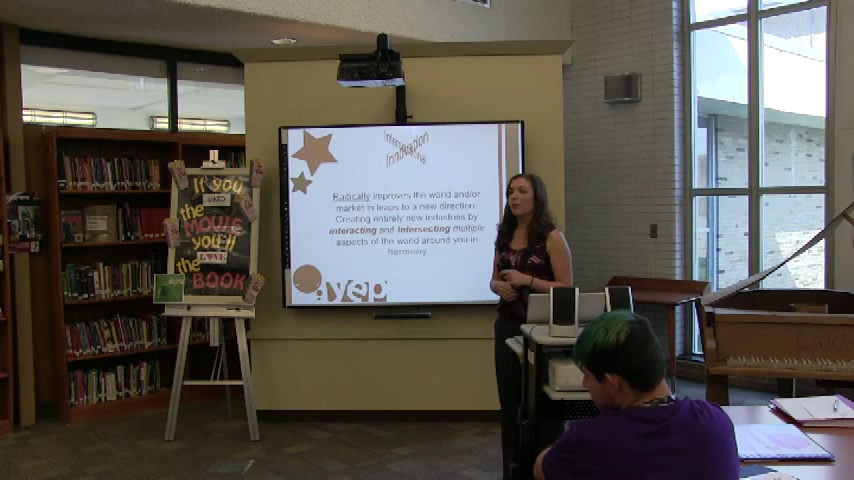 If you
LIKED
the
MOVIE
you'll
LOVE
the
BOOK
Innovation
Radically improves the world and/or
market in leaps to a new direction.
Creating entirely new industries by
interacting and intersecting multiple
aspects of the world around you in
harmony
ayep